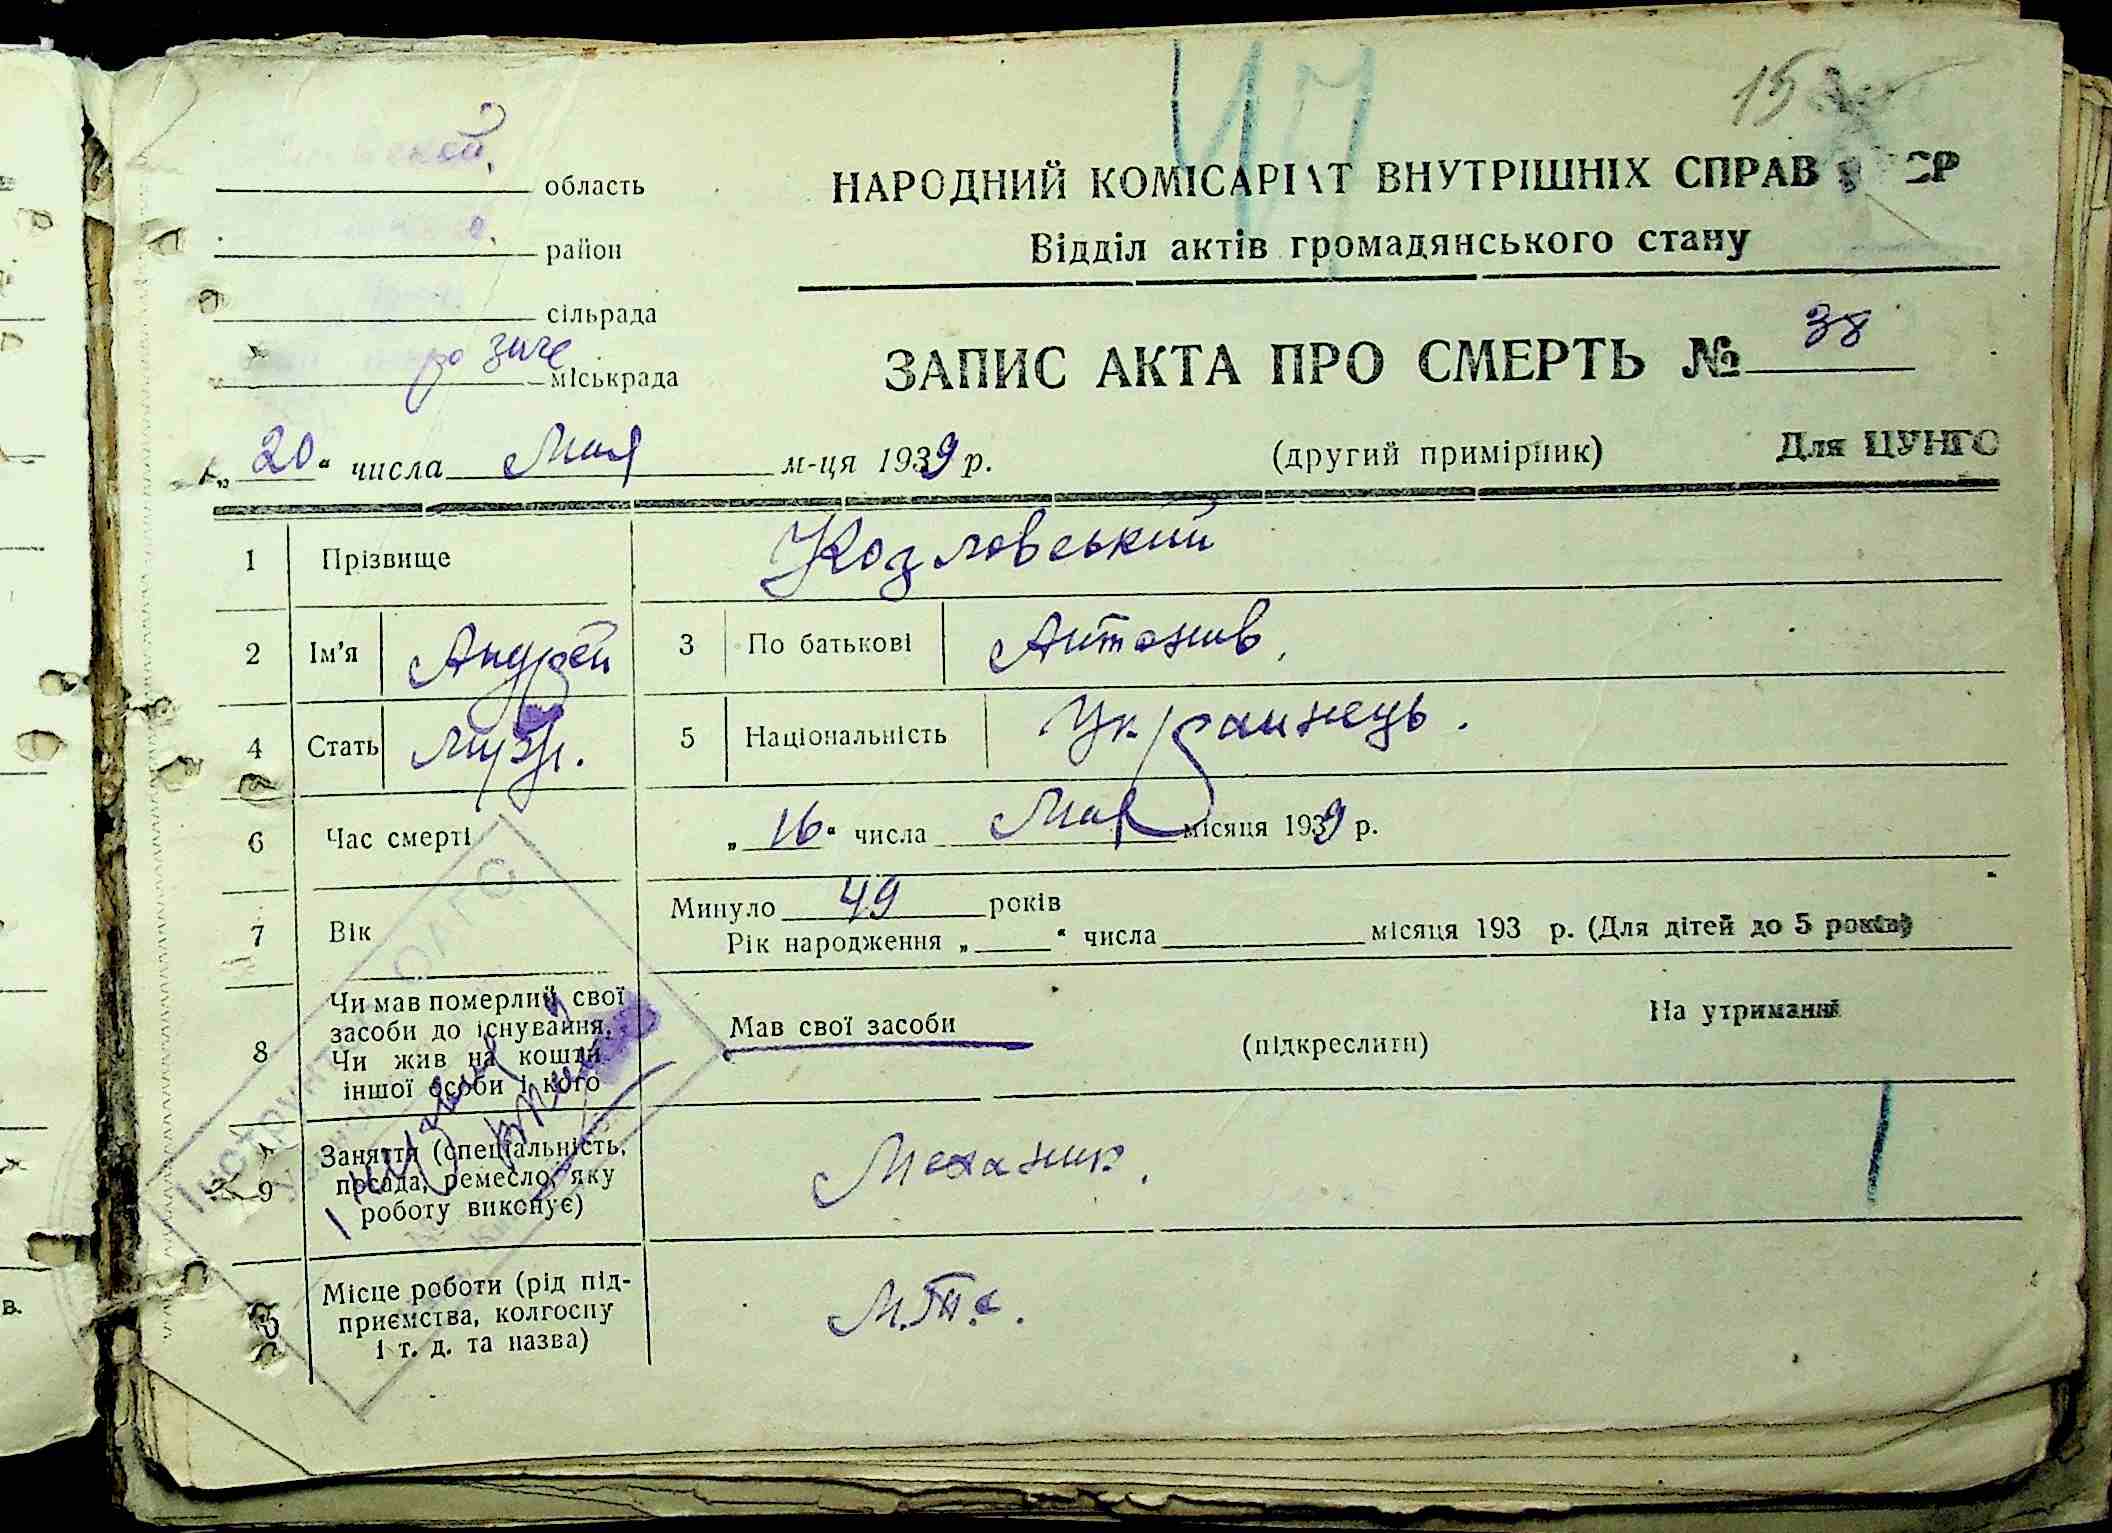 47
НАРОДНИЙ КОМІСАРІАТ ВНУТРІШНІХ СПРАВ СР
Відділ актів громадянського стану
область
район
сільрада
міськрада
ЗАПИС АКТА ПРО СМЕРТЬ № 38
„20“ числа Мая м-ця 1939 р.
(другий примірник) Для ЦУНГО
1 Прізвище Козловський
2 Ім'я Андрей 3 По батькові Антонив.
4 Стать муж. 5 Національність Украинець.
6 Час смерті „16“ числа Мая місяця 1939 р.
7 Вік Минуло 49 років
Рік народження „ “ числа місяця 193 р. (Для дітей до 5 років)
8 Чи мав померлий свої засоби до існування,
Чи жив на кошти іншої особи і кого
Мав свої засоби (підкреслити) На утриманні
9 Заняття (спеціальність,
посада, ремесло, яку
роботу виконує)
Механик.
Місце роботи (рід під-
приємства, колгоспу
і т. д. та назва)
М.т.с.
ОАГС
в.